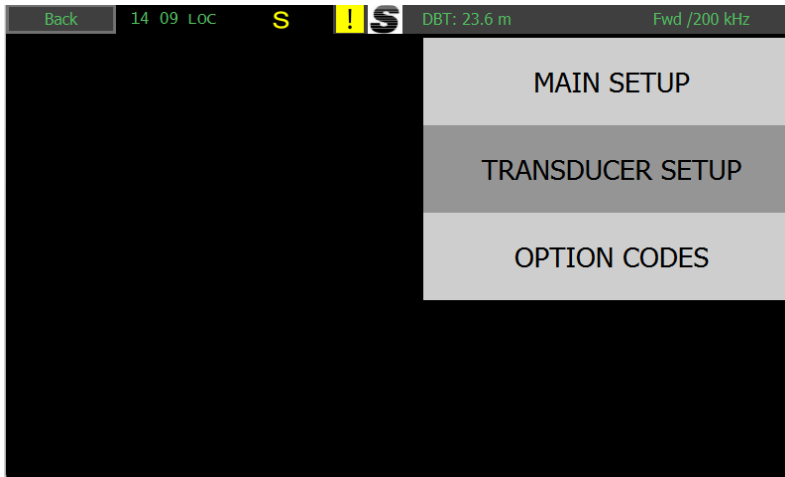 Back 14 09 LOC S ! S DBT: 23.6 m Fwd /200 kHz
MAIN SETUP
TRANSDUCER SETUP
OPTION CODES